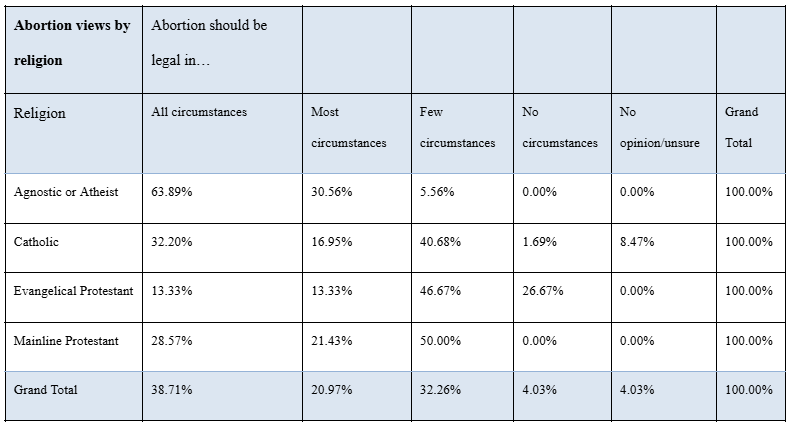 Abortion views by religion | Abortion should be legal in…
Religion | All circumstances | Most circumstances | Few circumstances | No circumstances | No opinion/unsure | Grand Total
Agnostic or Atheist | 63.89% | 30.56% | 5.56% | 0.00% | 0.00% | 100.00%
Catholic | 32.20% | 16.95% | 40.68% | 1.69% | 8.47% | 100.00%
Evangelical Protestant | 13.33% | 13.33% | 46.67% | 26.67% | 0.00% | 100.00%
Mainline Protestant | 28.57% | 21.43% | 50.00% | 0.00% | 0.00% | 100.00%
Grand Total | 38.71% | 20.97% | 32.26% | 4.03% | 4.03% | 100.00%